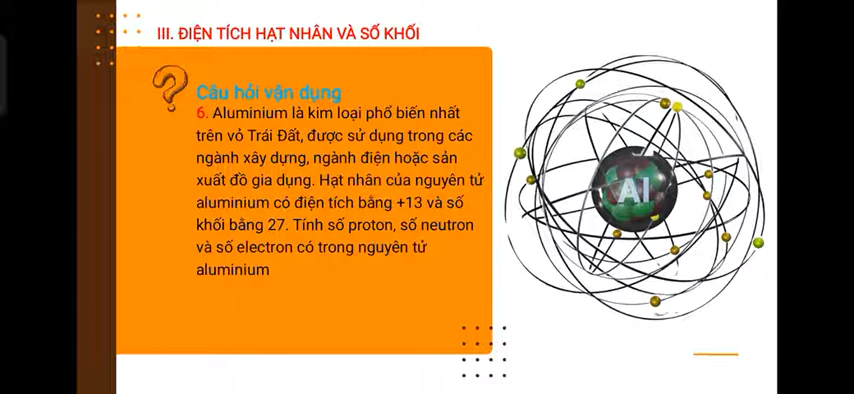 III. ĐIỆN TÍCH HẠT NHÂN VÀ SỐ KHỐI
Câu hỏi vận dụng
6. Aluminium là kim loại phổ biến nhất
trên vỏ Trái Đất, được sử dụng trong các
ngành xây dựng, ngành điện hoặc sản
xuất đồ gia dụng. Hạt nhân của nguyên tử
aluminium có điện tích bằng +13 và số
khối bằng 27. Tính số proton, số neutron
và số electron có trong nguyên tử
aluminium
Al